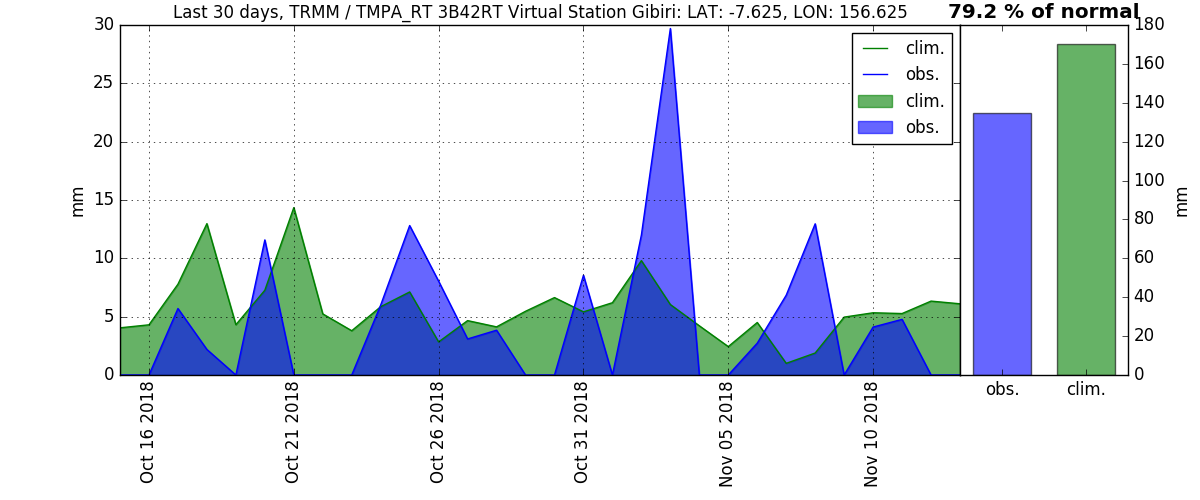 Last 30 days, TRMM / TMPA_RT 3B42RT Virtual Station Gibiri: LAT: -7.625, LON: 156.625
79.2 % of normal
30
25
20
15
10
5
0
mm
clim.
obs.
clim.
obs.
Oct 16 2018
Oct 21 2018
Oct 26 2018
Oct 31 2018
Nov 05 2018
Nov 10 2018
180
160
140
120
100
80
60
40
20
0
mm
obs.
clim.